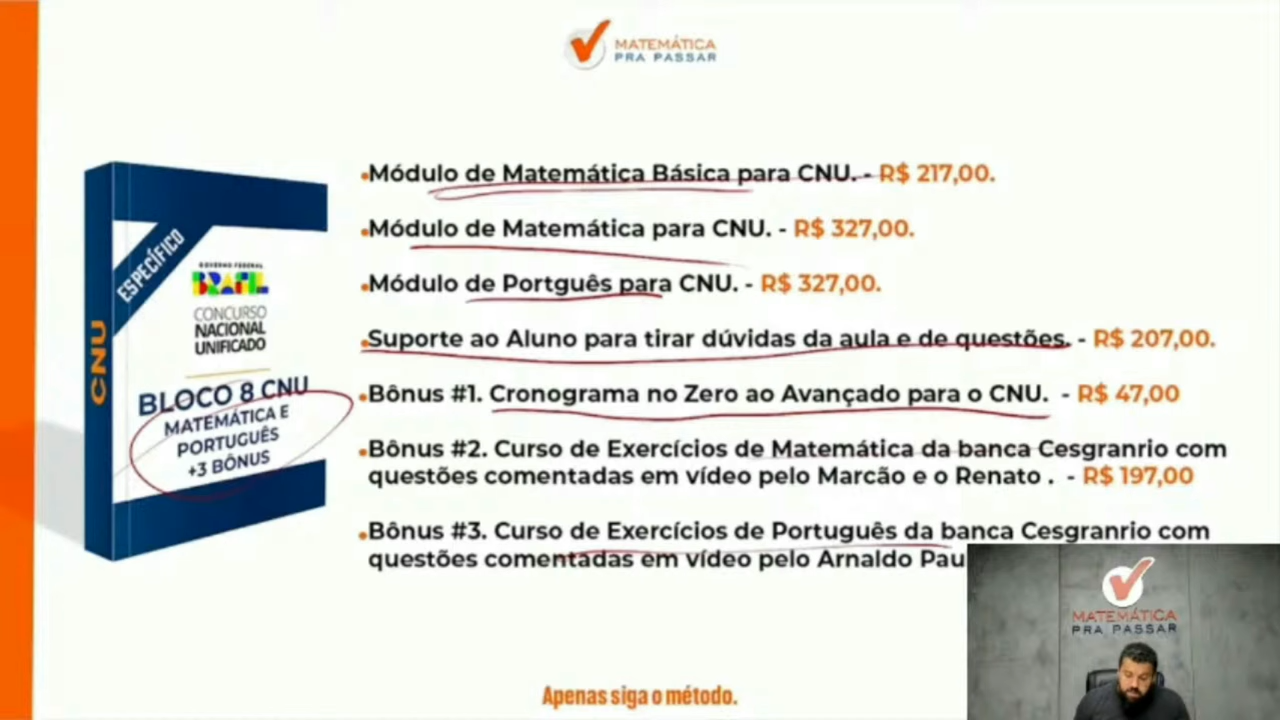 MATEMÁTICA
PRA PASSAR
•Módulo de Matemática Básica para CNU. - R$ 217,00.
•Módulo de Matemática para CNU. - R$ 327,00.
•Módulo de Portguês para CNU. - R$ 327,00.
•Suporte ao Aluno para tirar dúvidas da aula e de questões. - R$ 207,00.
•Bônus #1. Cronograma no Zero ao Avançado para o CNU. - R$ 47,00
•Bônus #2. Curso de Exercícios de Matemática da banca Cesgranrio com
questões comentadas em vídeo pelo Marcão e o Renato . - R$ 197,00
•Bônus #3. Curso de Exercícios de Português da banca Cesgranrio com
questões comentadas em vídeo pelo Arnaldo Pau
CNU
ESPECÍFICO
GOVERNO FEDERAL
BRASIL
CONCURSO
NACIONAL
UNIFICADO
BLOCO 8 CNU
MATEMÁTICA E
PORTUGUÊS
+3 BÔNUS
MATEMÁTICA
PRA PASSAR
Apenas siga o método.